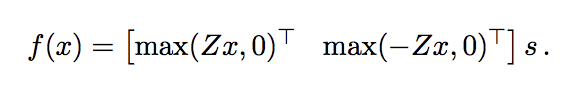 f(x) = [max(Zx, 0)⊤ max(−Zx, 0)⊤] s .